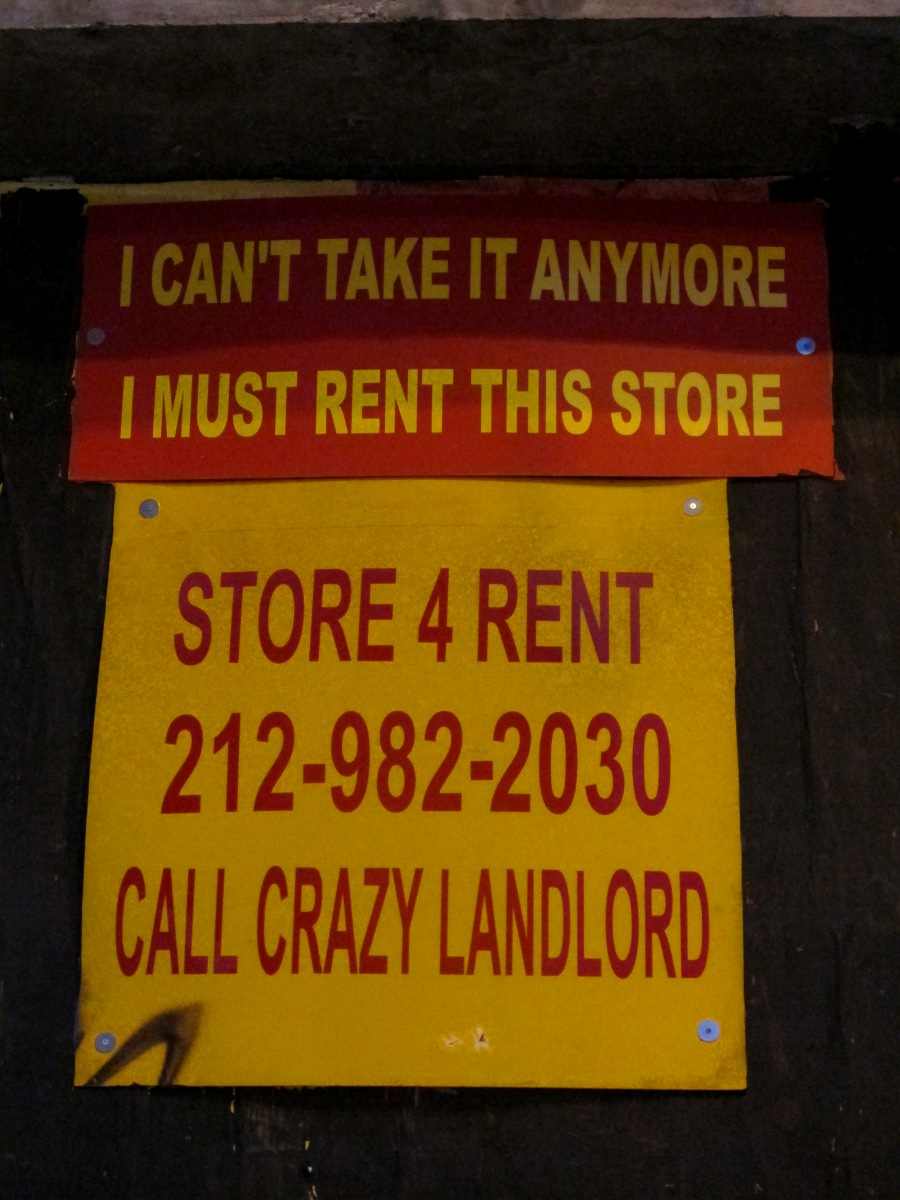 I CAN'T TAKE IT ANYMORE
I MUST RENT THIS STORE
STORE 4 RENT
212-982-2030
CALL CRAZY LANDLORD